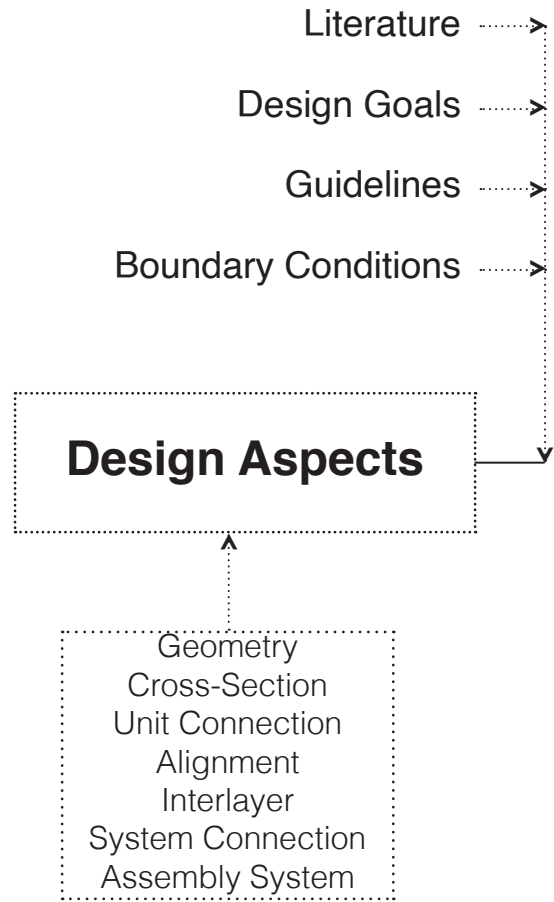 Literature
Design Goals
Guidelines
Boundary Conditions
Design Aspects
Geometry
Cross-Section
Unit Connection
Alignment
Interlayer
System Connection
Assembly System